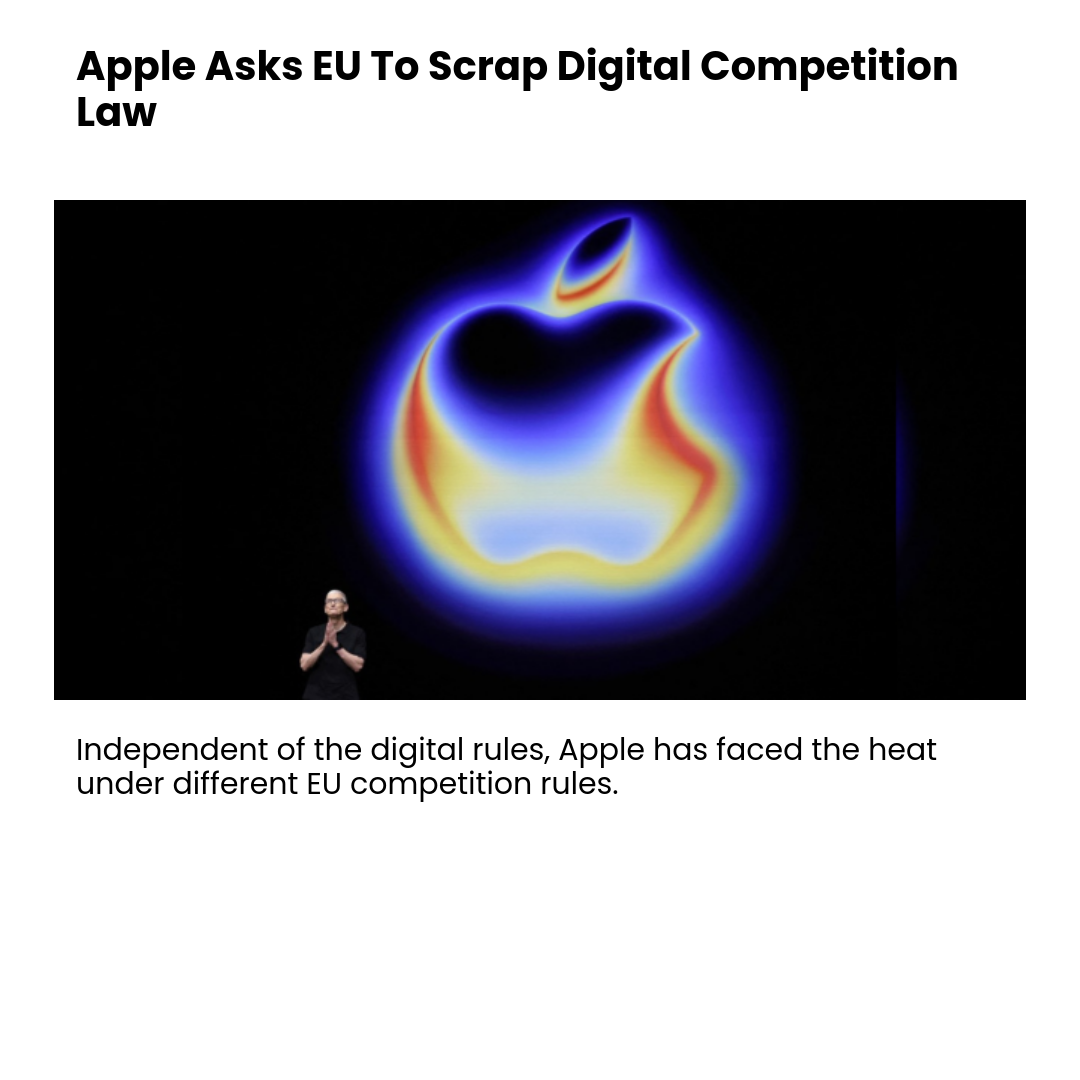 Apple Asks EU To Scrap Digital Competition
Law
Independent of the digital rules, Apple has faced the heat
under different EU competition rules.